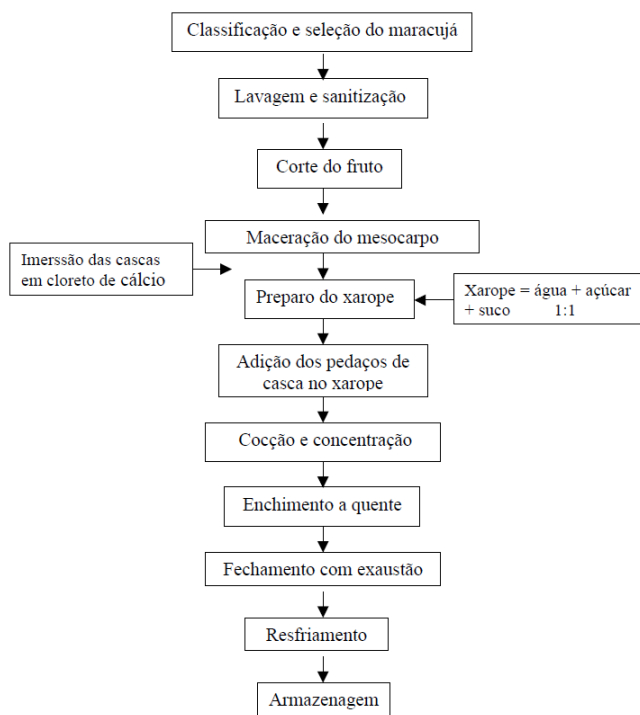 Classificação e seleção do maracujá
Lavagem e sanitização
Corte do fruto
Maceração do mesocarpo
Imerssão das cascas
em cloreto de cálcio
Preparo do xarope
Xarope = água + açúcar
+ suco 1:1
Adição dos pedaços de
casca no xarope
Cocção e concentração
Enchimento a quente
Fechamento com exaustão
Resfriamento
Armazenagem